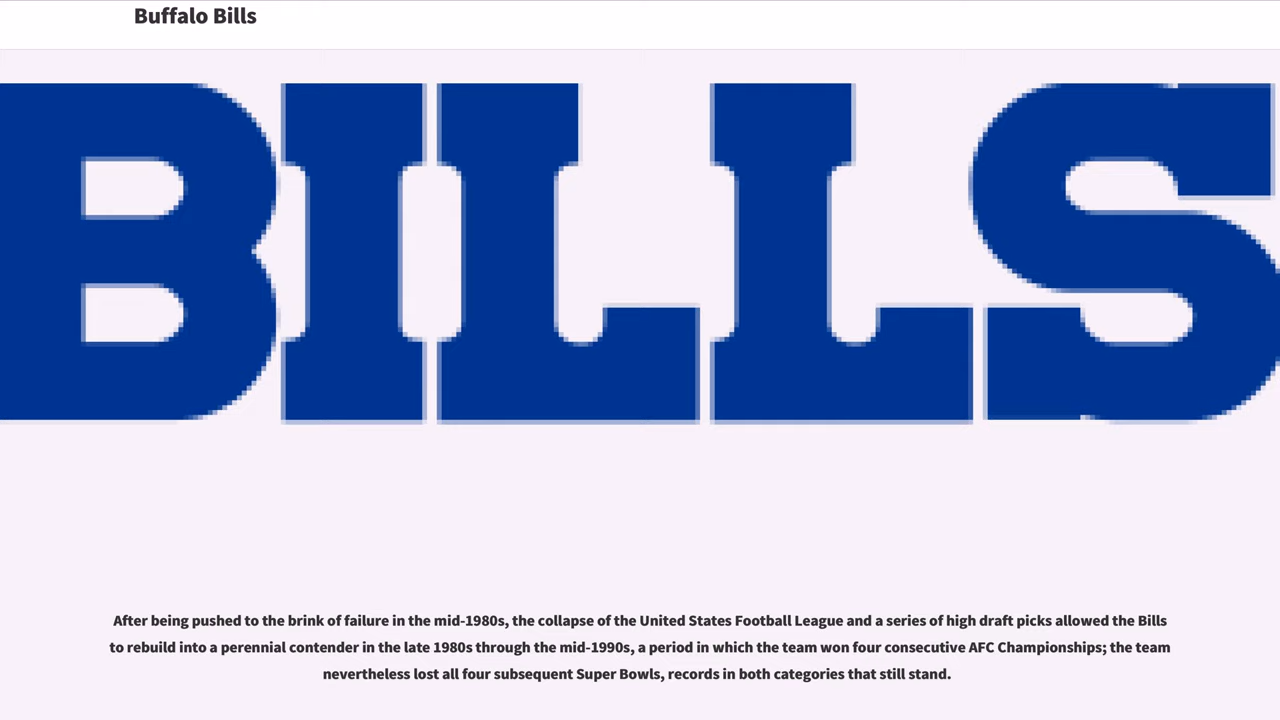 Buffalo Bills
BILLS
After being pushed to the brink of failure in the mid-1980s, the collapse of the United States Football League and a series of high draft picks allowed the Bills
to rebuild into a perennial contender in the late 1980s through the mid-1990s, a period in which the team won four consecutive AFC Championships; the team
nevertheless lost all four subsequent Super Bowls, records in both categories that still stand.